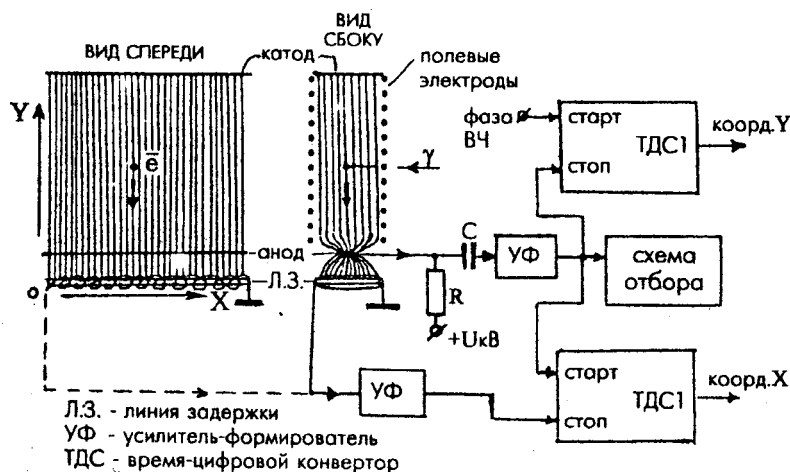 ВИД СПЕРЕДИ
ВИД
СБОКУ
катод
полевые
электроды
Y
e̅
γ
фаза
ВЧ
старт
стоп
ТДС1
коорд.Y
анод
C
УФ
схема
отбора
o
X
Л.З.
R
+UкВ
УФ
старт
стоп
ТДС1
коорд.X
Л.З. - линия задержки
УФ - усилитель-формирователь
ТДС - время-цифровой конвертор